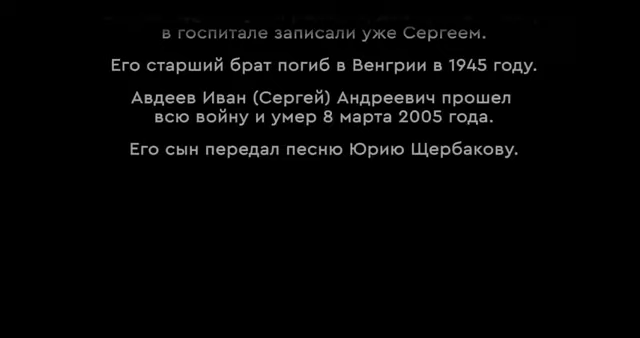 в госпитале записали уже Сергеем.
Его старший брат погиб в Венгрии в 1945 году.
Авдеев Иван (Сергей) Андреевич прошел
всю войну и умер 8 марта 2005 года.
Его сын передал песню Юрию Щербакову.